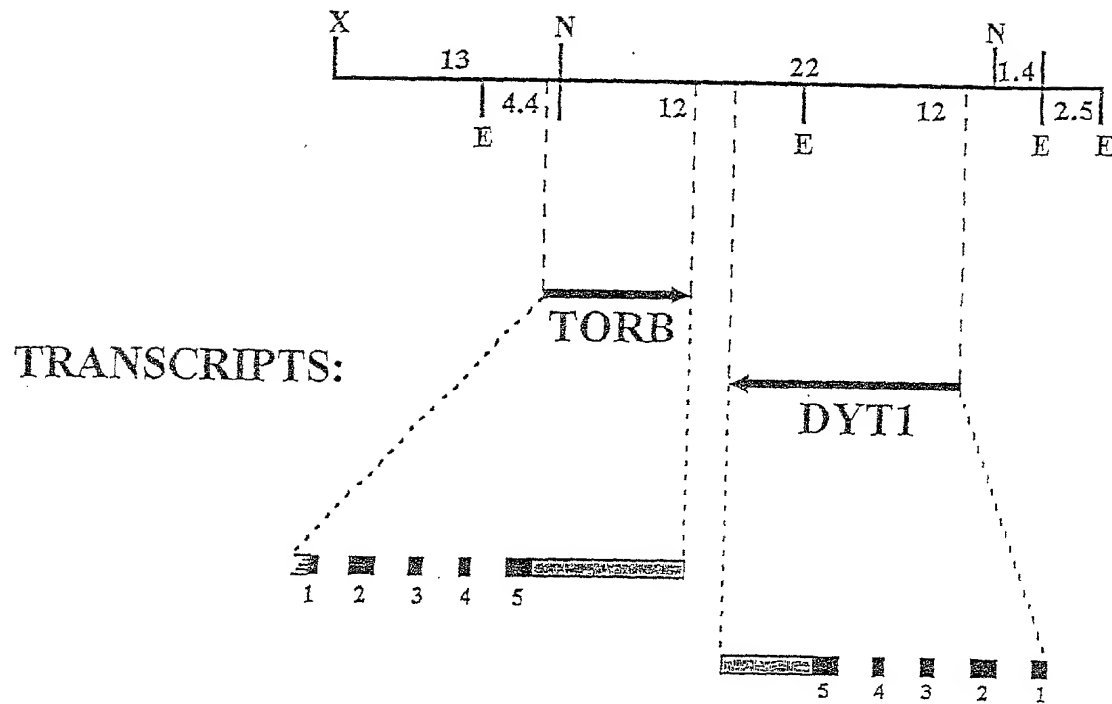 X N N
13 22 1.4
4.4 12 12 2.5
E E E E
TORB
TRANSCRIPTS:
DYT1
1 2 3 4 5
5 4 3 2 1